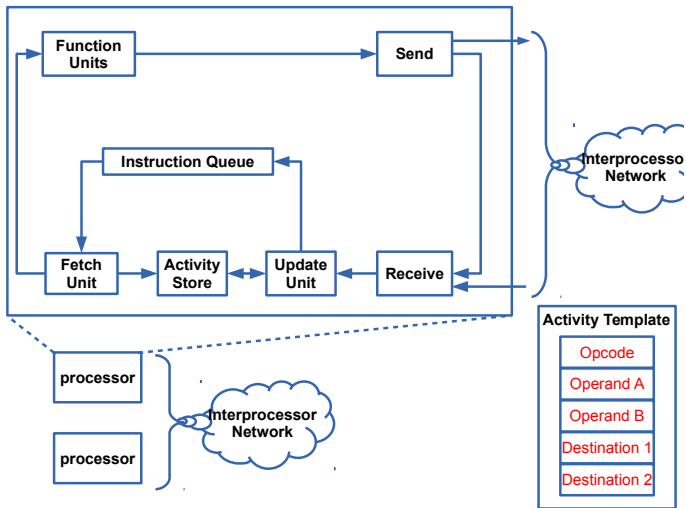 Function
Units
Send
Instruction Queue
Interprocessor
Network
Fetch
Unit
Activity
Store
Update
Unit
Receive
Activity Template
Opcode
Operand A
Operand B
Destination 1
Destination 2
processor
Interprocessor
Network
processor